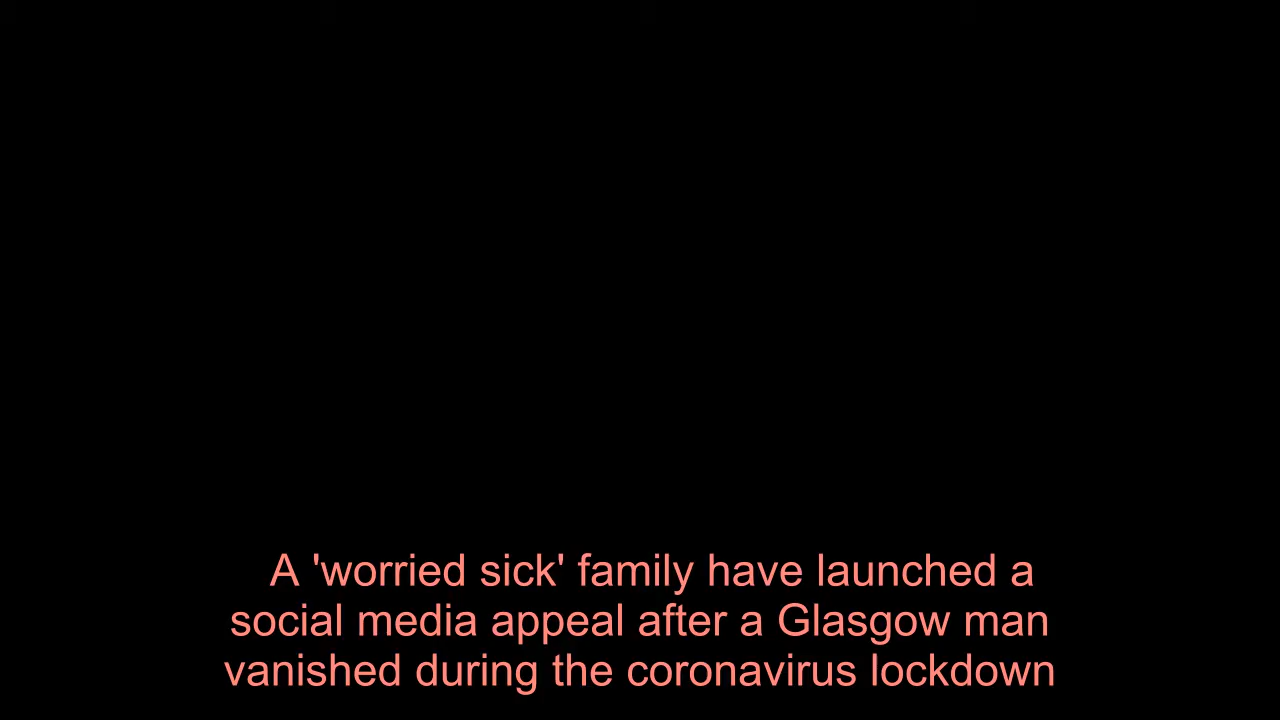 A 'worried sick' family have launched a
social media appeal after a Glasgow man
vanished during the coronavirus lockdown